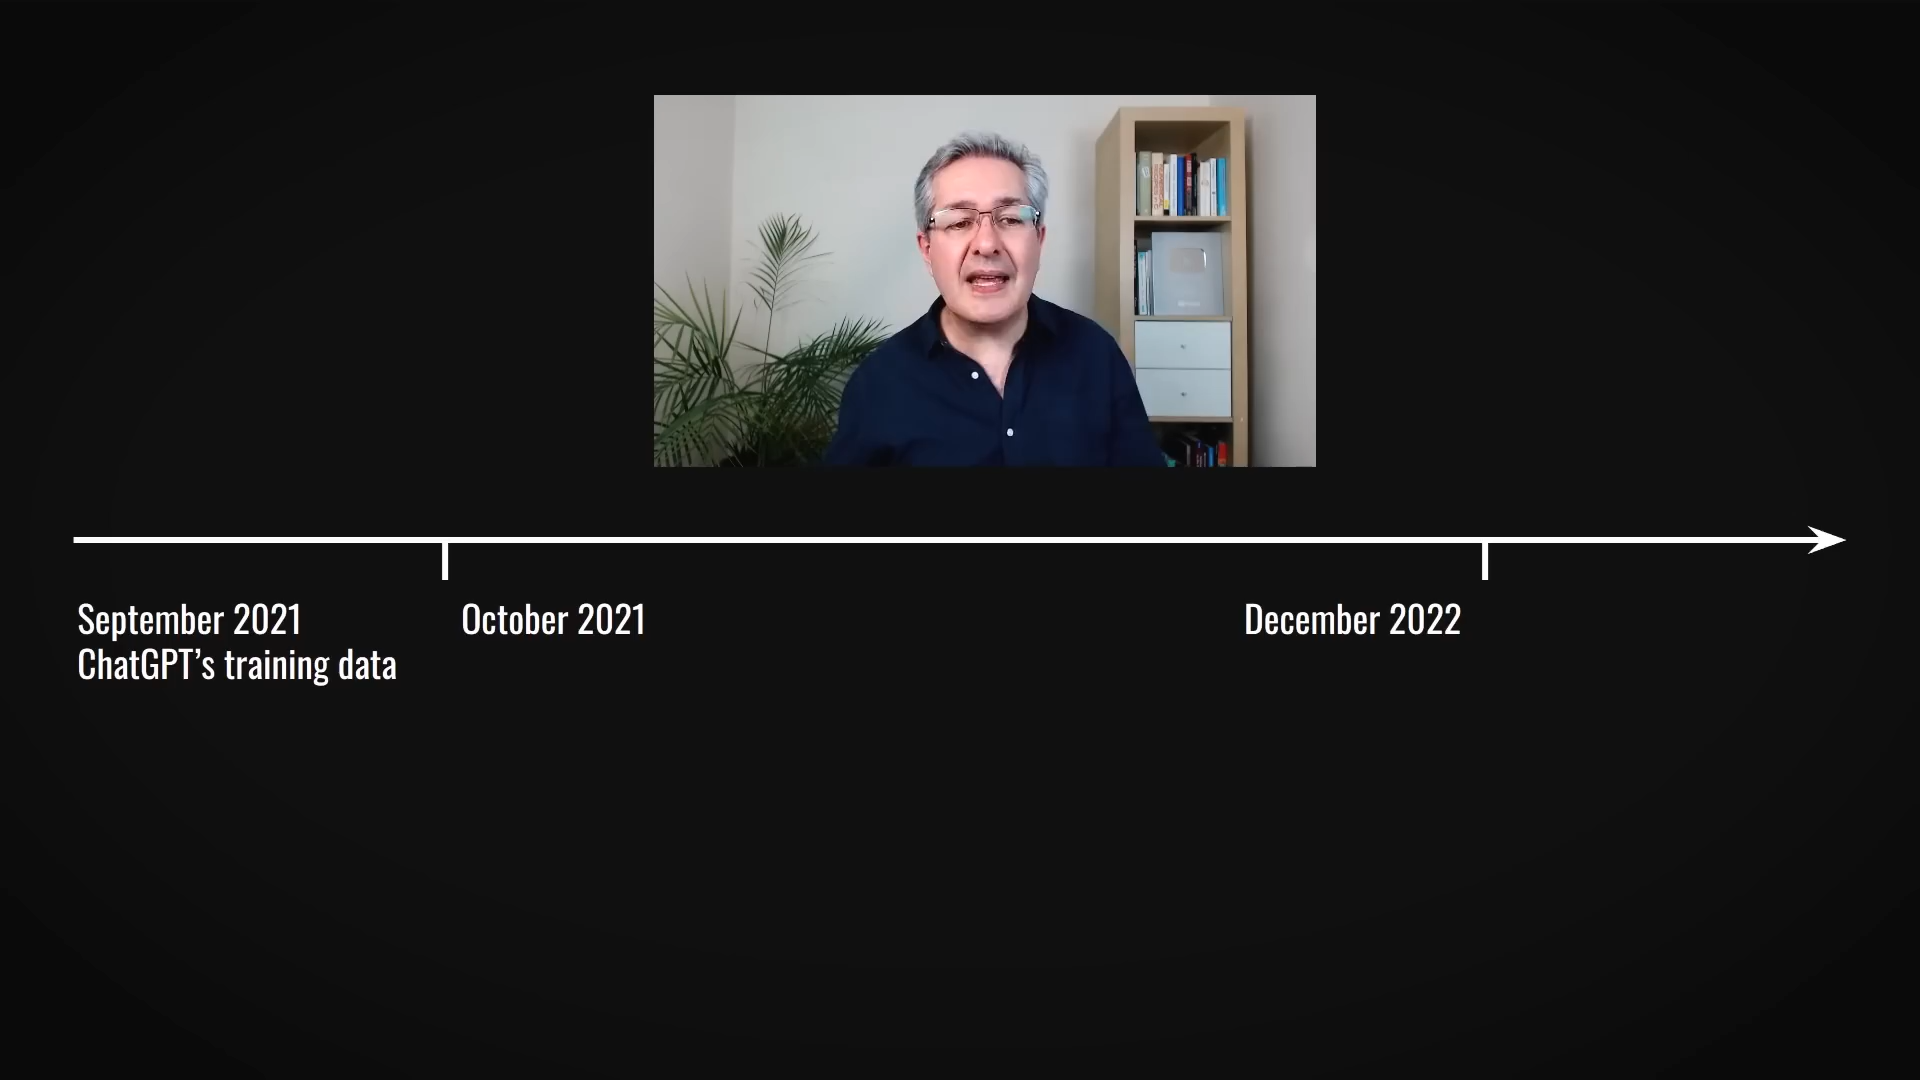 September 2021
ChatGPT’s training data
October 2021
December 2022